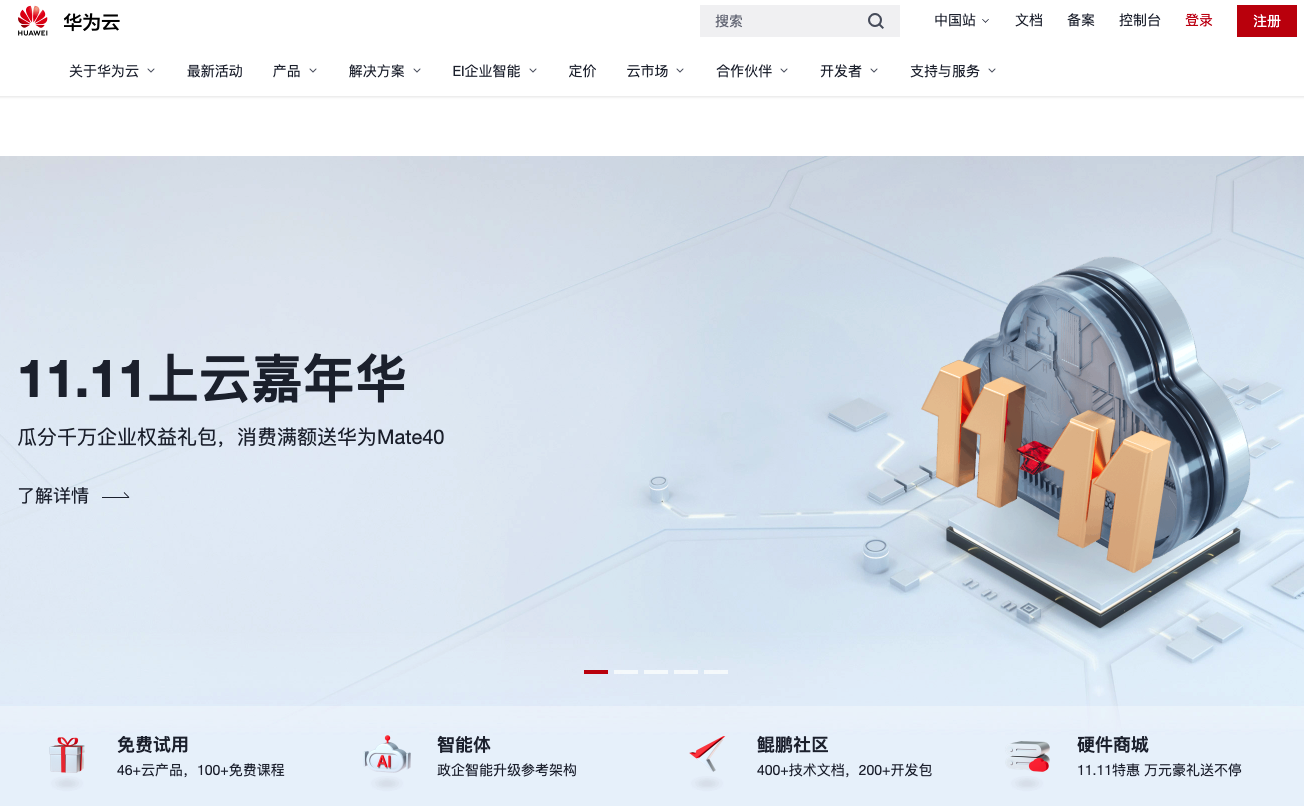 HUAWEI 华为云 搜索 中国站 文档 备案 控制台 登录 注册
关于华为云 最新活动 产品 解决方案 EI企业智能 定价 云市场 合作伙伴 开发者 支持与服务
11.11上云嘉年华
瓜分千万企业权益礼包，消费满额送华为Mate40
了解详情
11.11
免费试用
46+云产品，100+免费课程
AI
智能体
政企智能升级参考架构
鲲鹏社区
400+技术文档，200+开发包
硬件商城
11.11特惠 万元豪礼送不停